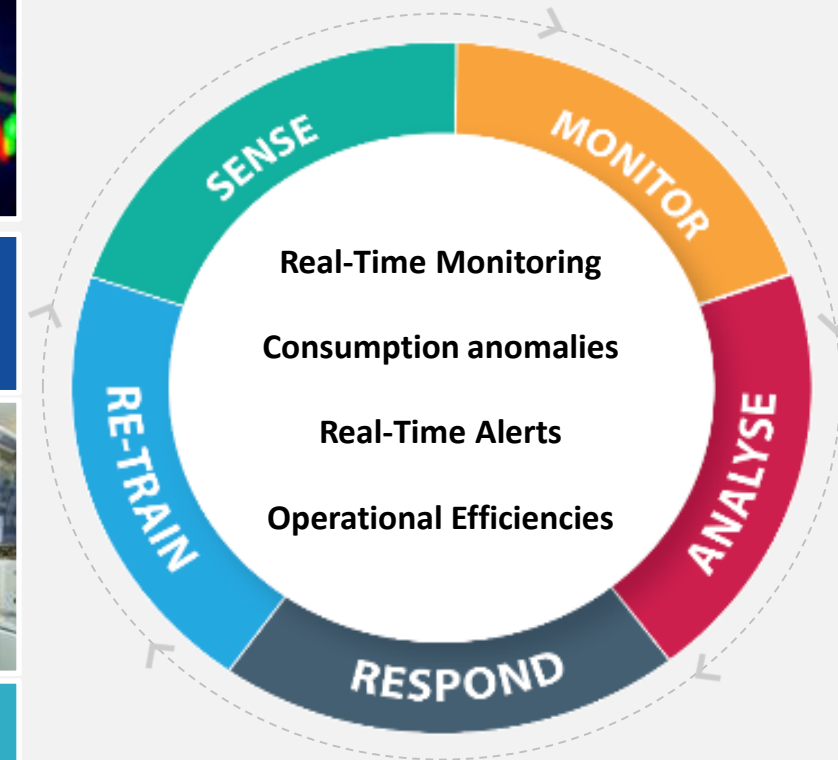 SENSE
MONITOR
ANALYSE
RESPOND
RE-TRAIN
Real-Time Monitoring
Consumption anomalies
Real-Time Alerts
Operational Efficiencies